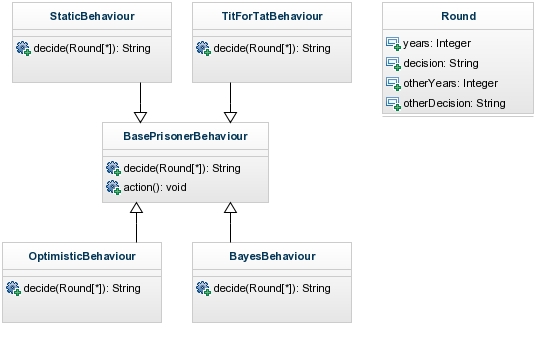 StaticBehaviour
decide(Round[*]): String
TitForTatBehaviour
decide(Round[*]): String
Round
years: Integer
decision: String
otherYears: Integer
otherDecision: String
BasePrisonerBehaviour
decide(Round[*]): String
action(): void
OptimisticBehaviour
decide(Round[*]): String
BayesBehaviour
decide(Round[*]): String